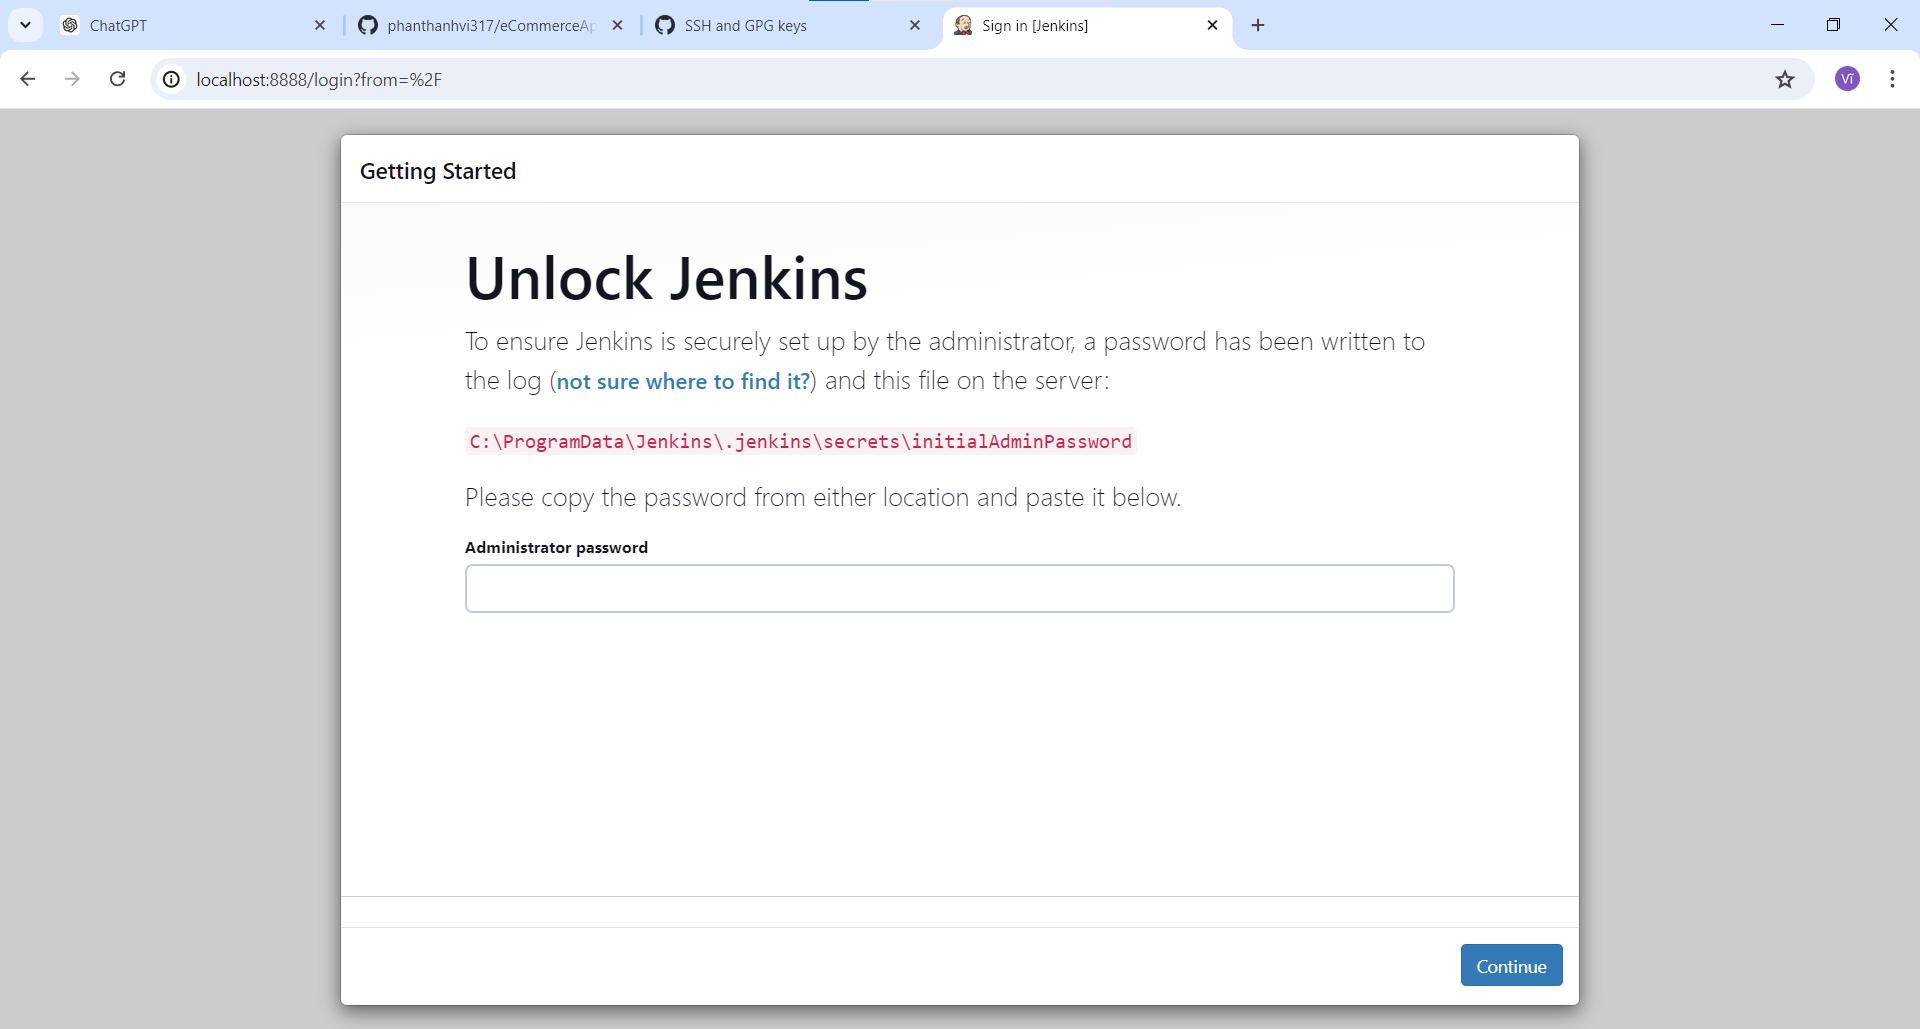 ChatGPT
phanthanhvi317/eCommerceAp
SSH and GPG keys
Sign in [Jenkins]
localhost:8888/login?from=%2F
Vĩ
Getting Started
Unlock Jenkins
To ensure Jenkins is securely set up by the administrator, a password has been written to
the log (not sure where to find it?) and this file on the server:
C:\ProgramData\Jenkins\.jenkins\secrets\initialAdminPassword
Please copy the password from either location and paste it below.
Administrator password
Continue